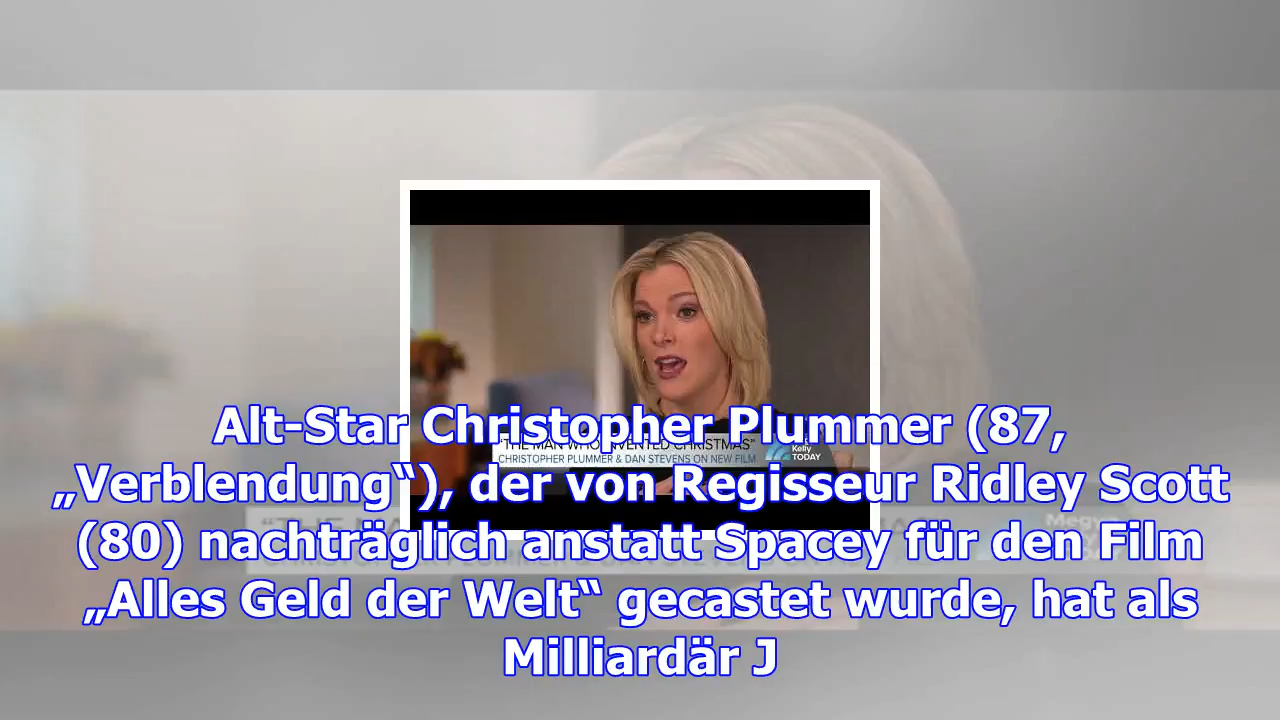 Alt-Star Christopher Plummer (87,
„Verblendung“), der von Regisseur Ridley Scott
(80) nachträglich anstatt Spacey für den Film
„Alles Geld der Welt“ gecastet wurde, hat als
Milliardär J
"THE MAN WHO INVENTED CHRISTMAS"
CHRISTOPHER PLUMMER & DAN STEVENS ON NEW FILM
Kelly
TODAY